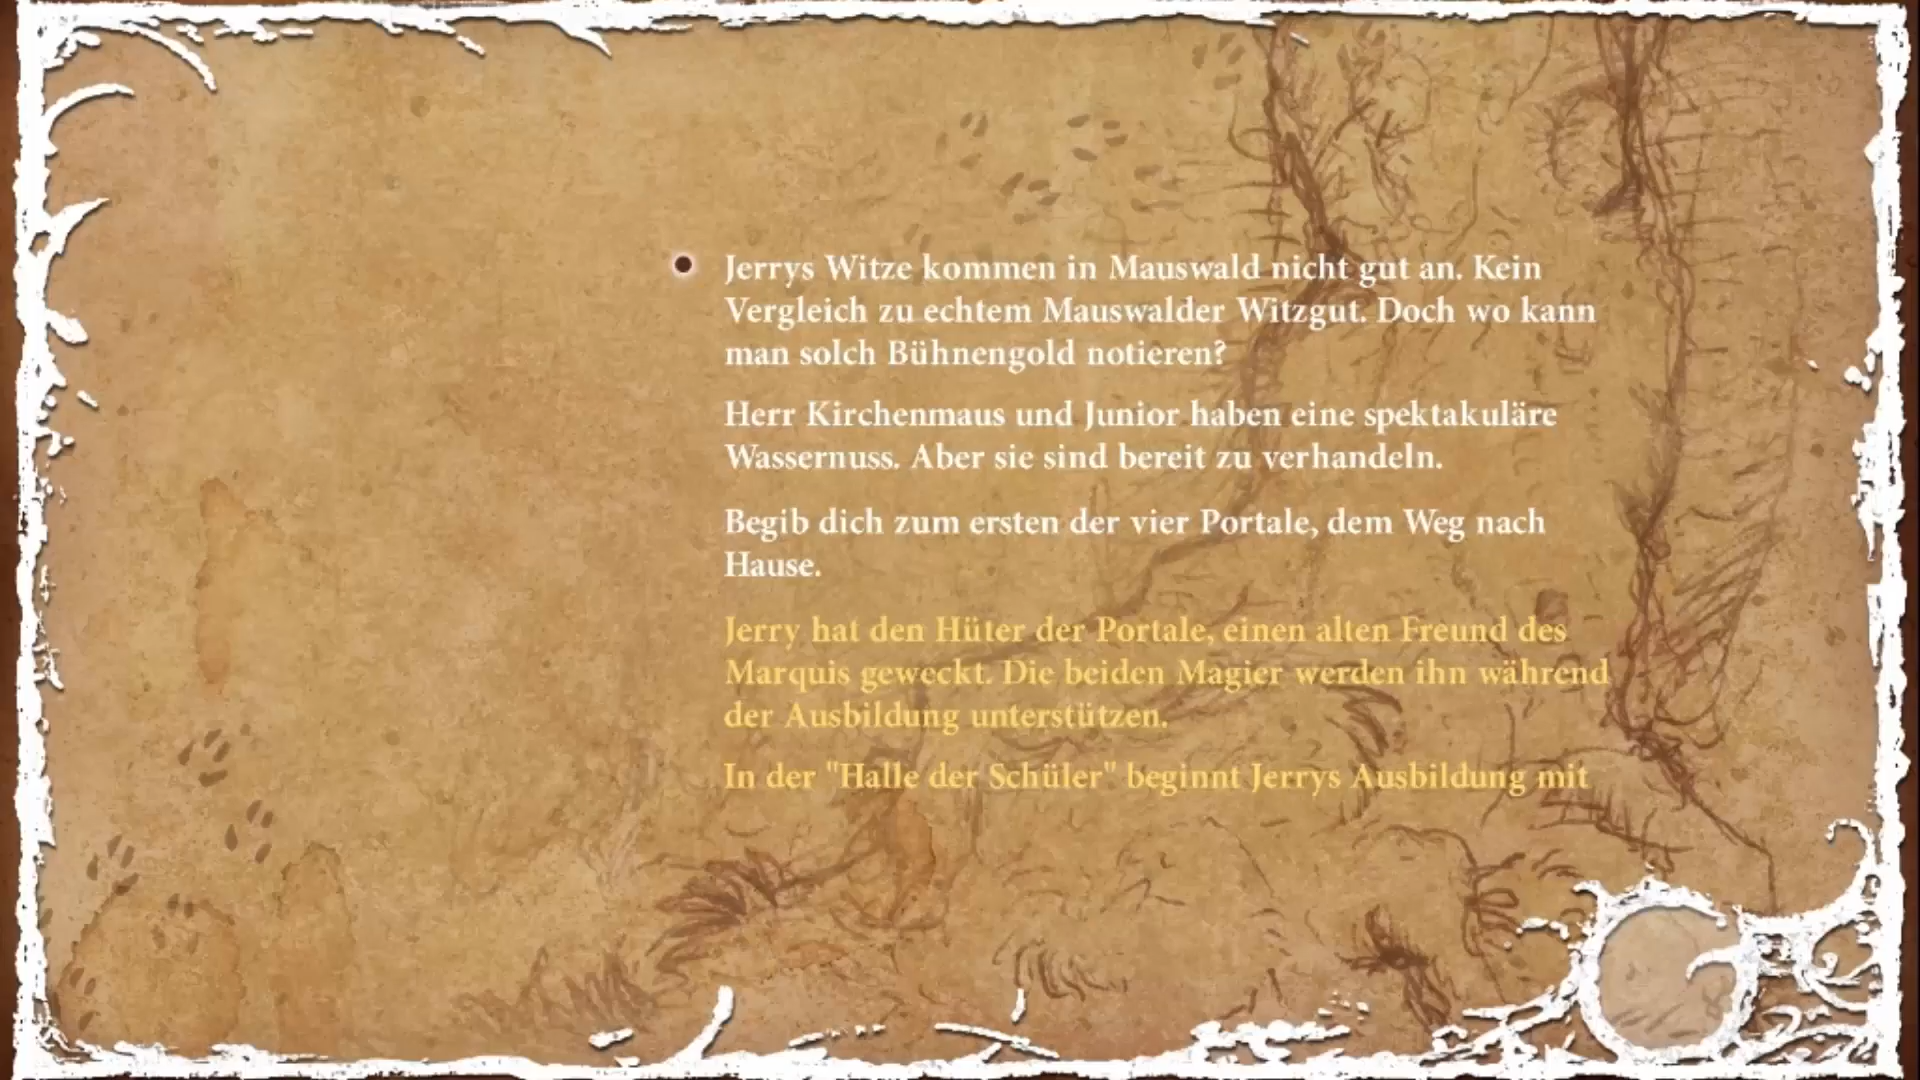 Jerrys Witze kommen in Mauswald nicht gut an. Kein
Vergleich zu echtem Mauswalder Witzgut. Doch wo kann
man solch Bühnengold notieren?
Herr Kirchenmaus und Junior haben eine spektakuläre
Wassernuss. Aber sie sind bereit zu verhandeln.
Begib dich zum ersten der vier Portale, dem Weg nach
Hause.
Jerry hat den Hüter der Portale, einen alten Freund des
Marquis geweckt. Die beiden Magier werden ihn während
der Ausbildung unterstützen.
In der "Halle der Schüler" beginnt Jerrys Ausbildung mit